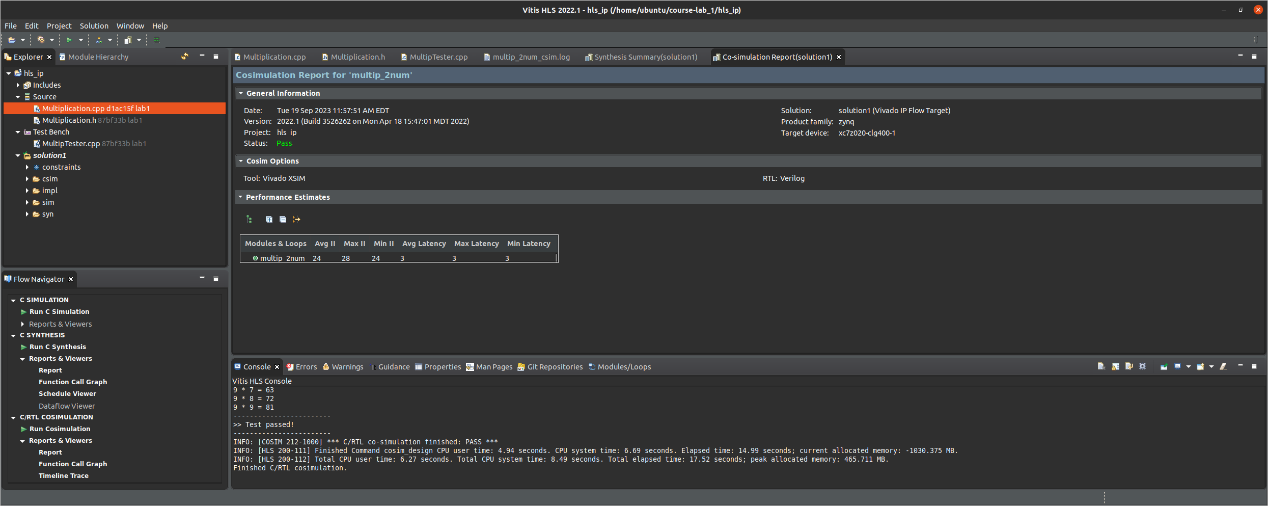 Vitis HLS 2022.1 - hls_ip (/home/ubuntu/course-lab_1/hls_ip)
File Edit Project Solution Window Help
Explorer Module Hierarchy
hls_ip
Includes
Source
Multiplication.cpp d1ac15f lab1
Multiplication.h 87bf33b lab1
Test Bench
MultipTester.cpp 87bf33b lab1
solution1
constraints
csim
impl
sim
syn
Flow Navigator
C SIMULATION
Run C Simulation
Reports & Viewers
C SYNTHESIS
Run C Synthesis
Reports & Viewers
Report
Function Call Graph
Schedule Viewer
Dataflow Viewer
C/RTL COSIMULATION
Run Cosimulation
Reports & Viewers
Report
Function Call Graph
Timeline Trace
Multiplication.cpp Multiplication.h MultipTester.cpp multip_2num_csim.log Synthesis Summary(solution1) Co-simulation Report(solution1)
Cosimulation Report for 'multip_2num'
General Information
Date: Tue 19 Sep 2023 11:57:51 AM EDT Solution: solution1 (Vivado IP Flow Target)
Version: 2022.1 (Build 3526262 on Mon Apr 18 15:47:01 MDT 2022) Product family: zynq
Project: hls_ip Target device: xc7z020-clg400-1
Status: Pass
Cosim Options
Tool: Vivado XSIM RTL: Verilog
Performance Estimates
Modules & Loops Avg II Max II Min II Avg Latency Max Latency Min Latency
multip_2num 24 28 24 3 3 3
Console Errors Warnings Guidance Properties Man Pages Git Repositories Modules/Loops
Vitis HLS Console
9 * 7 = 63
9 * 8 = 72
9 * 9 = 81
------------------------
>> Test passed!
------------------------
INFO: [COSIM 212-1000] *** C/RTL co-simulation finished: PASS ***
INFO: [HLS 200-111] Finished Command cosim_design CPU user time: 4.94 seconds. CPU system time: 6.69 seconds. Elapsed time: 14.99 seconds; current allocated memory: -1030.375 MB.
INFO: [HLS 200-112] Total CPU user time: 6.27 seconds. Total CPU system time: 8.49 seconds. Total elapsed time: 17.52 seconds; peak allocated memory: 465.711 MB.
Finished C/RTL cosimulation.